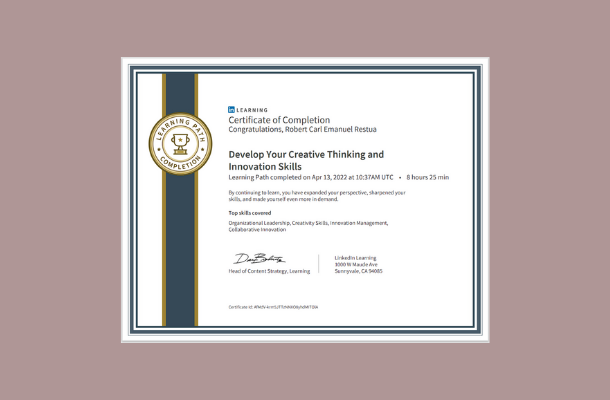 LEARNING PATH
COMPLETION
in LEARNING
Certificate of Completion
Congratulations, Robert Carl Emanuel Restua
Develop Your Creative Thinking and
Innovation Skills
Learning Path completed on Apr 13, 2022 at 10:37AM UTC • 8 hours 25 min
By continuing to learn, you have expanded your perspective, sharpened your
skills, and made yourself even more in demand.
Top skills covered
Organizational Leadership, Creativity Skills, Innovation Management,
Collaborative Innovation
Head of Content Strategy, Learning
LinkedIn Learning
1000 W Maude Ave
Sunnyvale, CA 94085
Certificate Id: